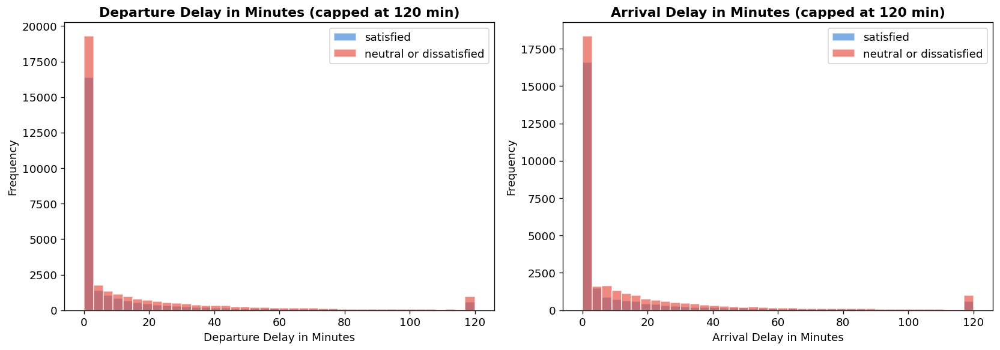 Departure Delay in Minutes (capped at 120 min)
20000
17500
15000
12500
10000
7500
5000
2500
0
Frequency
satisfied
neutral or dissatisfied
0 20 40 60 80 100 120
Departure Delay in Minutes
Arrival Delay in Minutes (capped at 120 min)
17500
15000
12500
10000
7500
5000
2500
0
Frequency
satisfied
neutral or dissatisfied
0 20 40 60 80 100 120
Arrival Delay in Minutes